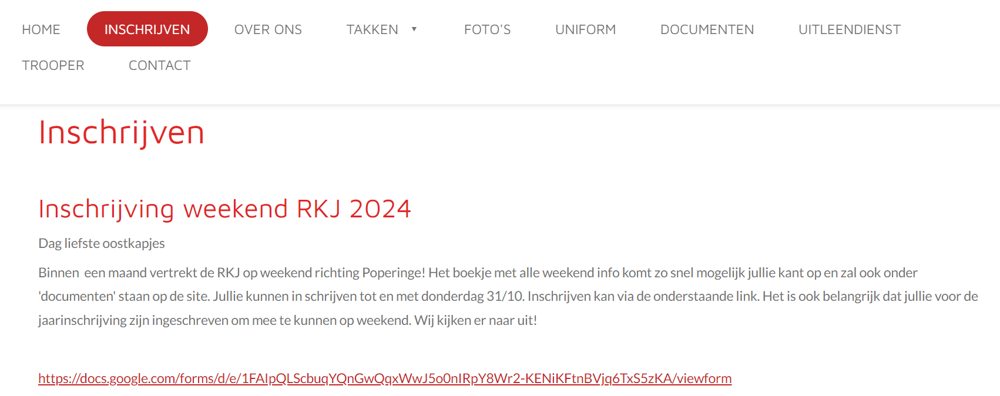 HOME INSCHRIJVEN OVER ONS TAKKEN ▼ FOTO'S UNIFORM DOCUMENTEN UITLEENDIENST
TROOPER CONTACT
Inschrijven
Inschrijving weekend RKJ 2024
Dag liefste oostkapjes
Binnen  een maand vertrekt de RKJ op weekend richting Poperinge! Het boekje met alle weekend info komt zo snel mogelijk jullie kant op en zal ook onder
'documenten' staan op de site. Jullie kunnen in schrijven tot en met donderdag 31/10. Inschrijven kan via de onderstaande link. Het is ook belangrijk dat jullie voor de
jaarinschrijving zijn ingeschreven om mee te kunnen op weekend. Wij kijken er naar uit!
https://docs.google.com/forms/d/e/1FAIpQLScbuqYQnGwQqxWwJ5o0nIRpY8Wr2-KENiKFtnBVjq6TxS5zKA/viewform